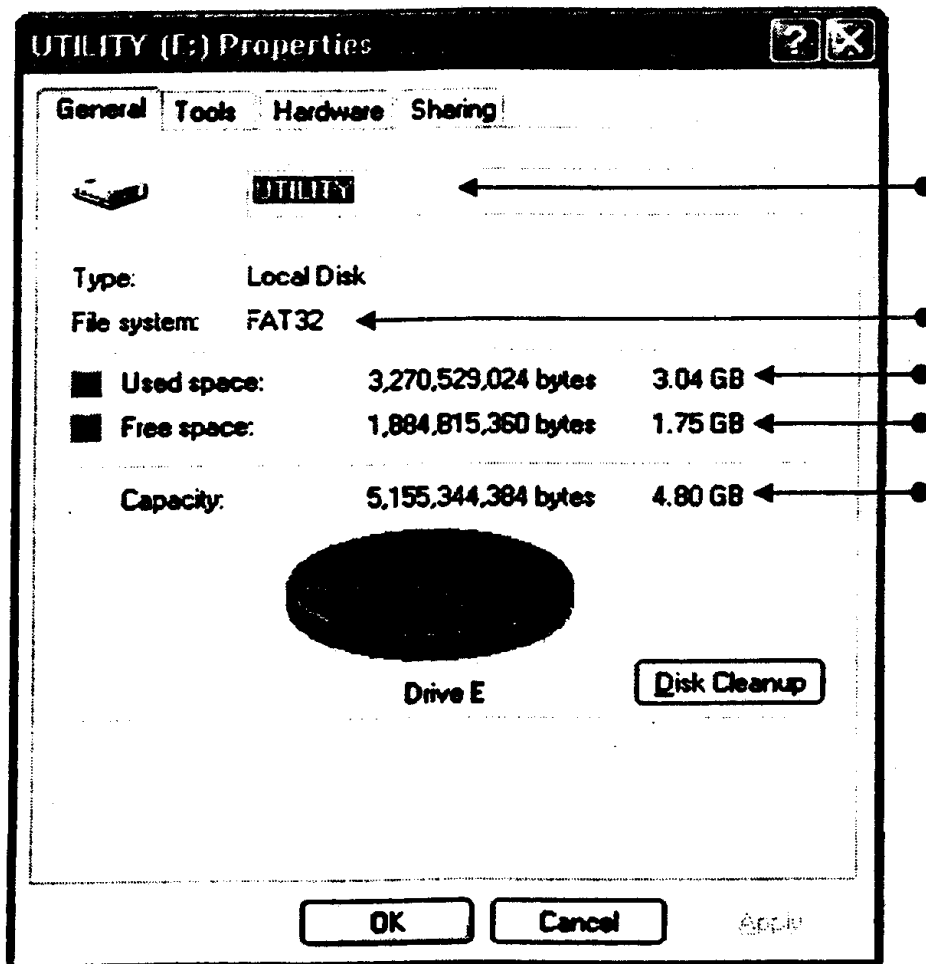 UTILITY (E:) Properties
General Tools Hardware Sharing
UTILITY
Type: Local Disk
File system: FAT32
Used space: 3,270,529,024 bytes 3.04 GB
Free space: 1,884,815,360 bytes 1.75 GB
Capacity: 5,155,344,384 bytes 4.80 GB
Drive E
Disk Cleanup
OK Cancel Apply